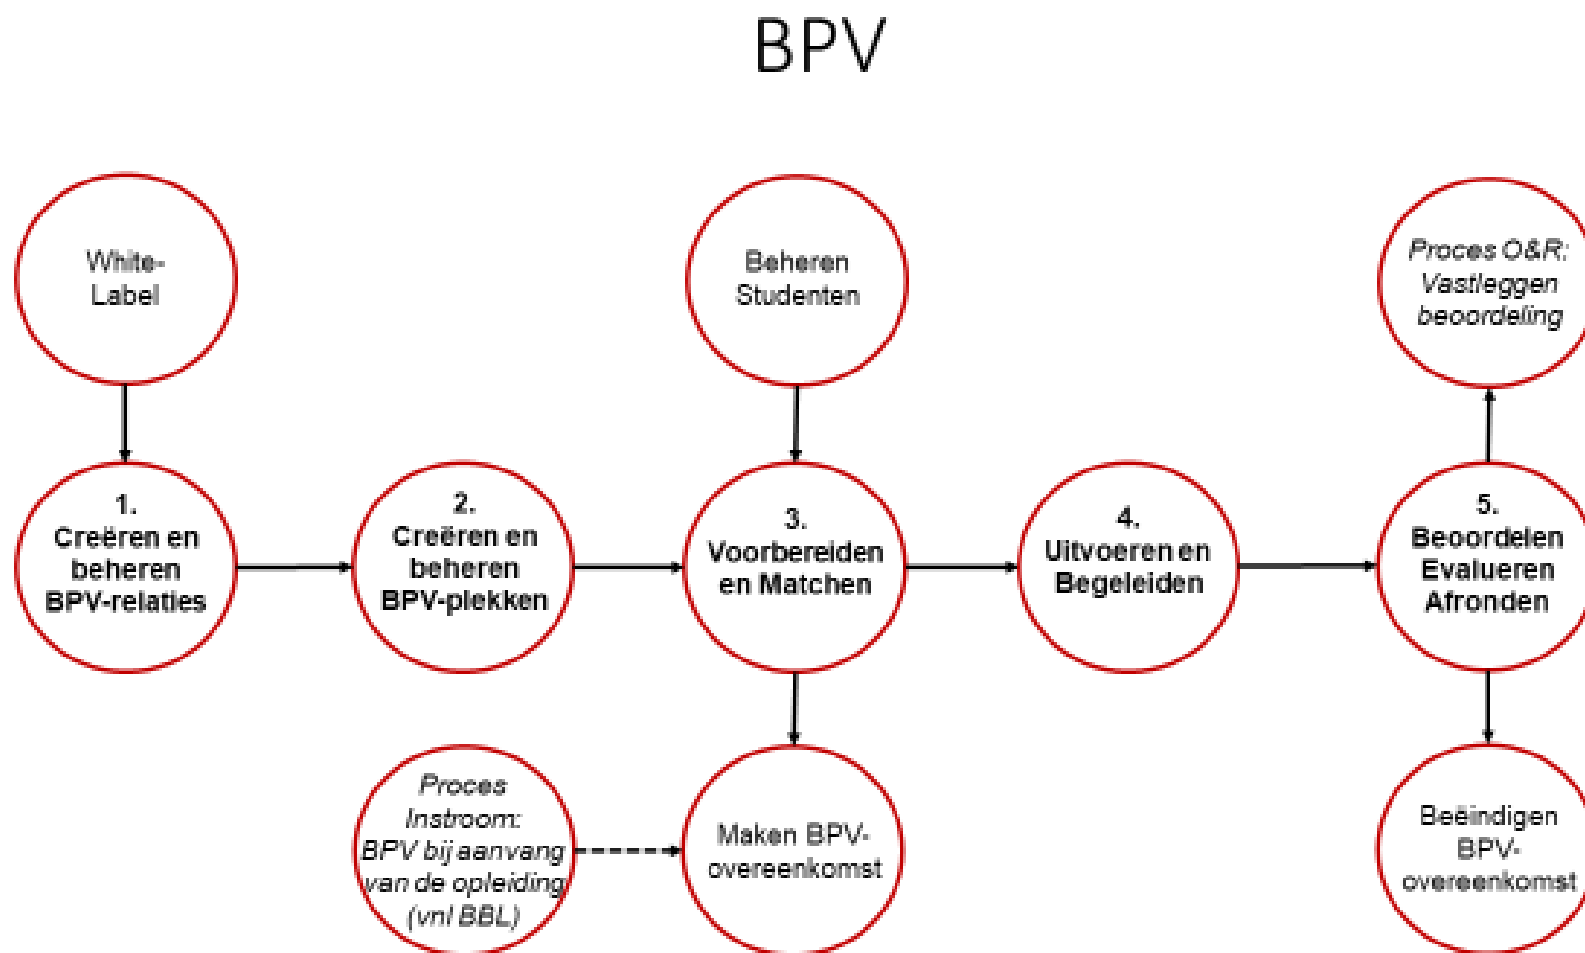 BPV
White-
Label
Beheren
Studenten
Proces O&R:
Vastleggen
beoordeling
1.
Creëren en
beheren
BPV-relaties
2.
Creëren en
beheren
BPV-plekken
3.
Voorbereiden
en Matchen
4.
Uitvoeren en
Begeleiden
5.
Beoordelen
Evalueren
Afronden
Proces
Instroom:
BPV bij aanvang
van de opleiding
(vnl BBL)
Maken BPV-
overeenkomst
Beëindigen
BPV-
overeenkomst